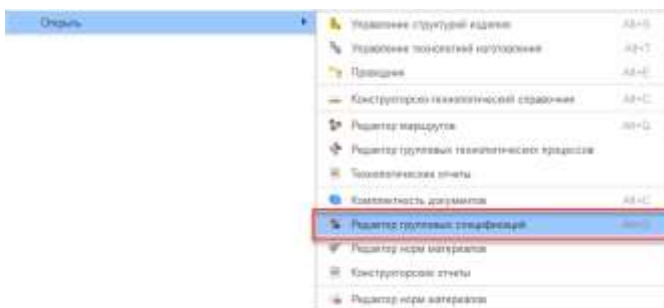 Открыть
Управление структурой изделия
Управление технологией изготовления
Проводник
Конструкторско-технологический справочник
Редактор маршрутов
Редактор групповых технологических процессов
Технологические отчеты
Комплектность документов
Редактор групповых спецификаций
Редактор норм материалов
Конструкторские отчеты
Редактор норм материалов